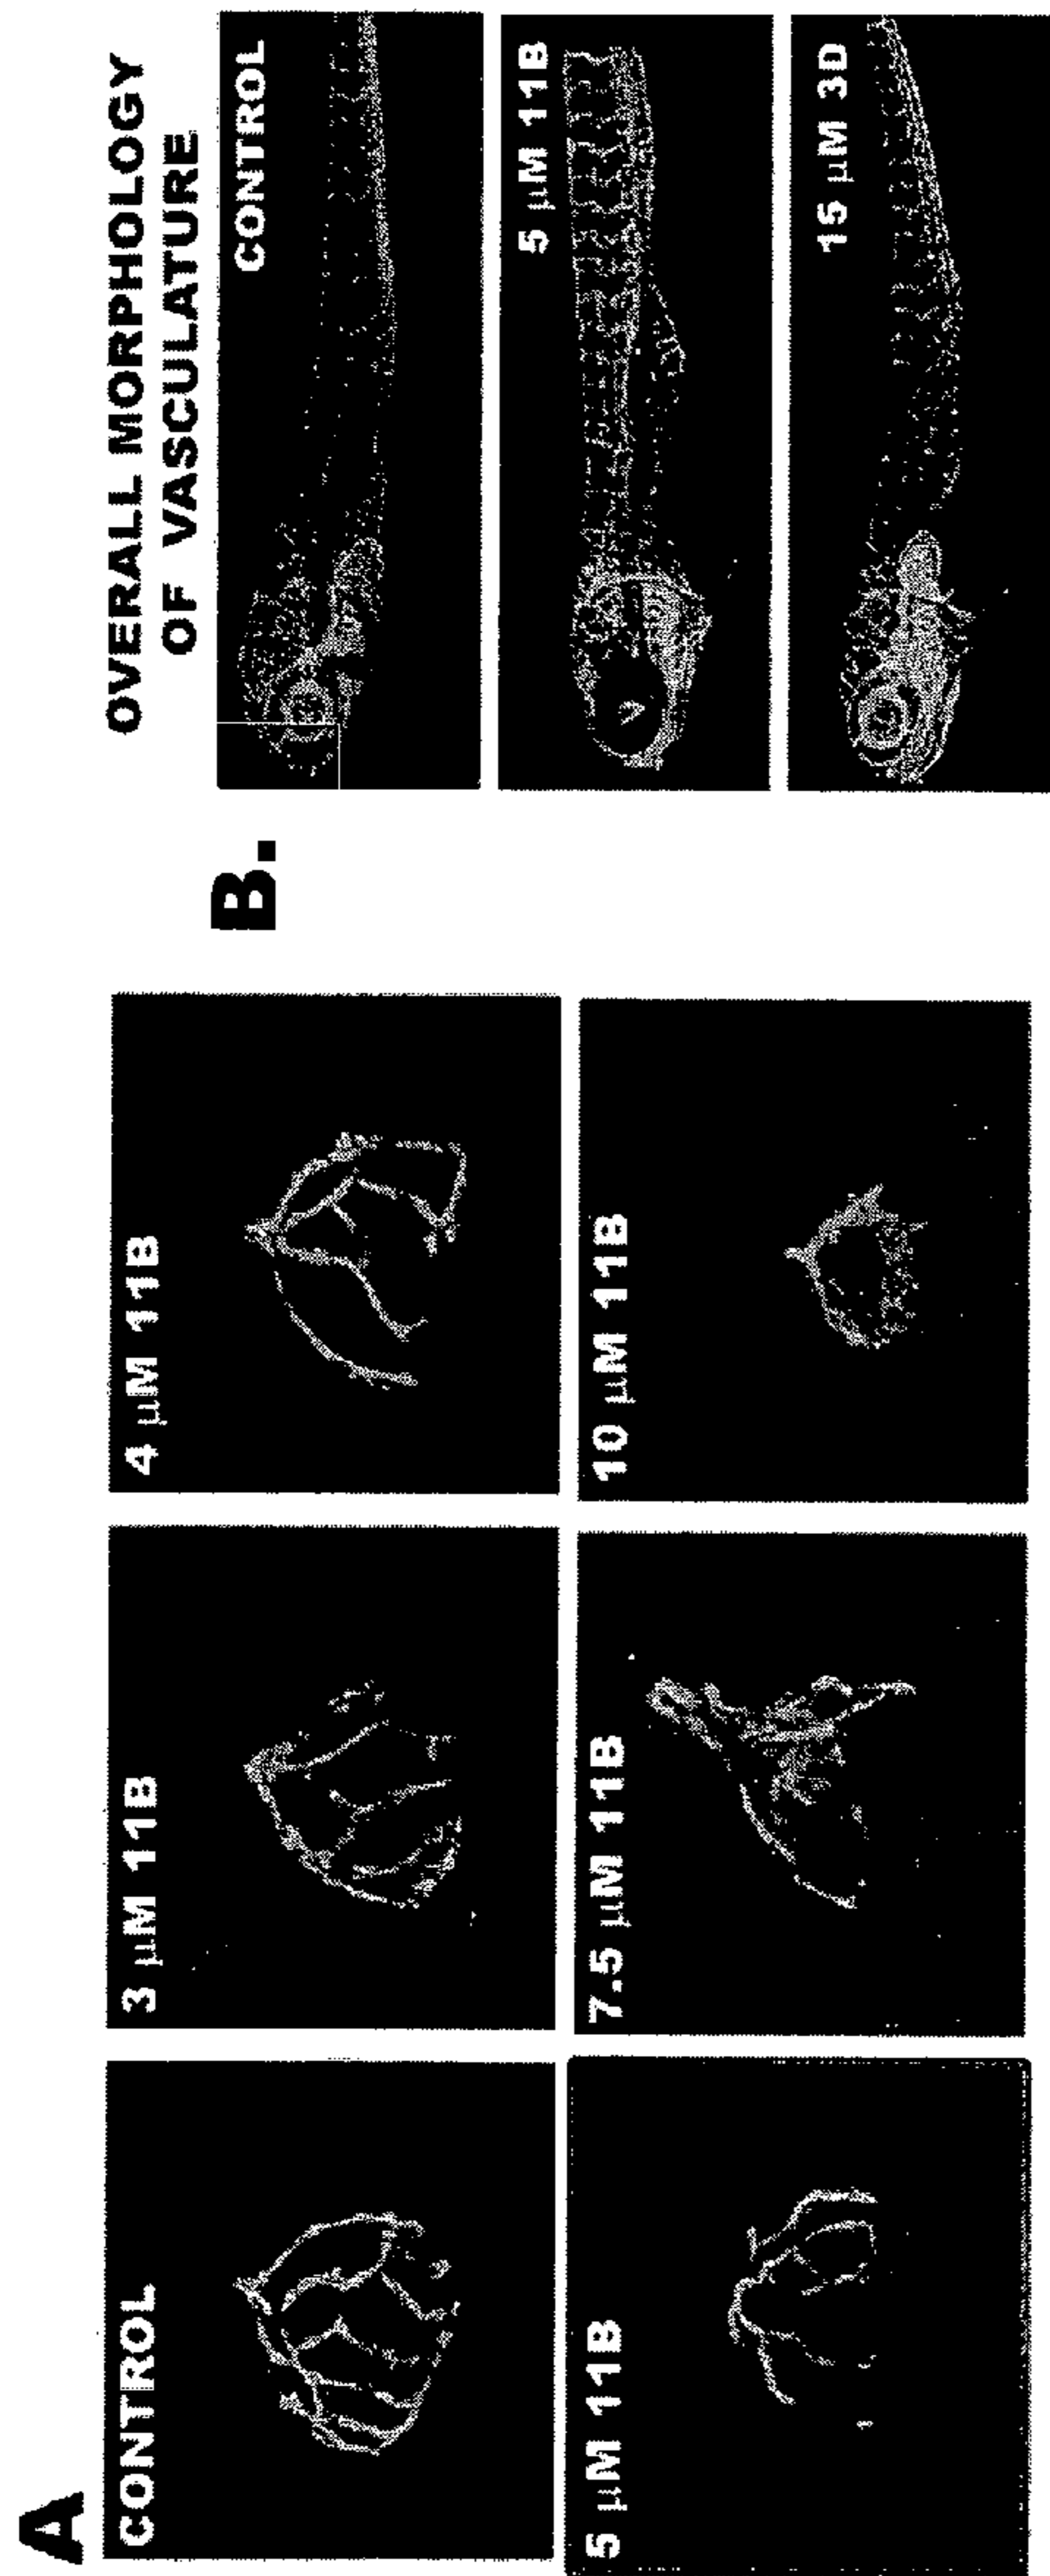 A
CONTROL
3 µM 11B
4 µM 11B
5 µM 11B
7.5 µM 11B
10 µM 11B
B.
OVERALL MORPHOLOGY
OF VASCULATURE
CONTROL
5 µM 11B
15 µM 3D